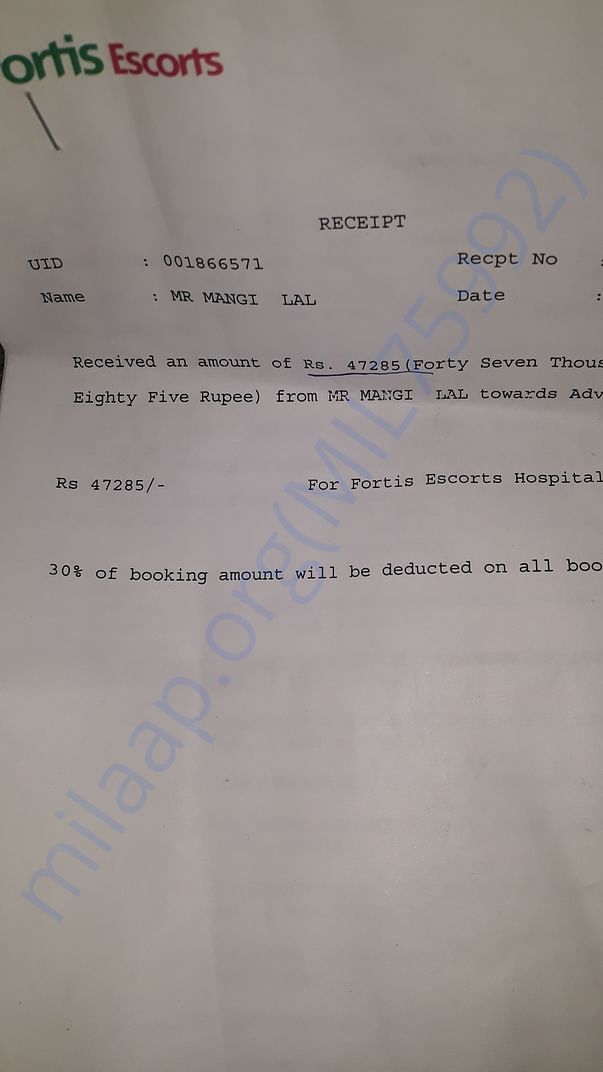 ortis Escorts
RECEIPT
UID : 001866571 Recpt No :
Name : MR MANGI LAL Date :
Received an amount of Rs. 47285(Forty Seven Thous
Eighty Five Rupee) from MR MANGI LAL towards Adv
Rs 47285/- For Fortis Escorts Hospital
30% of booking amount will be deducted on all boo
milaap.org(MIL75992)